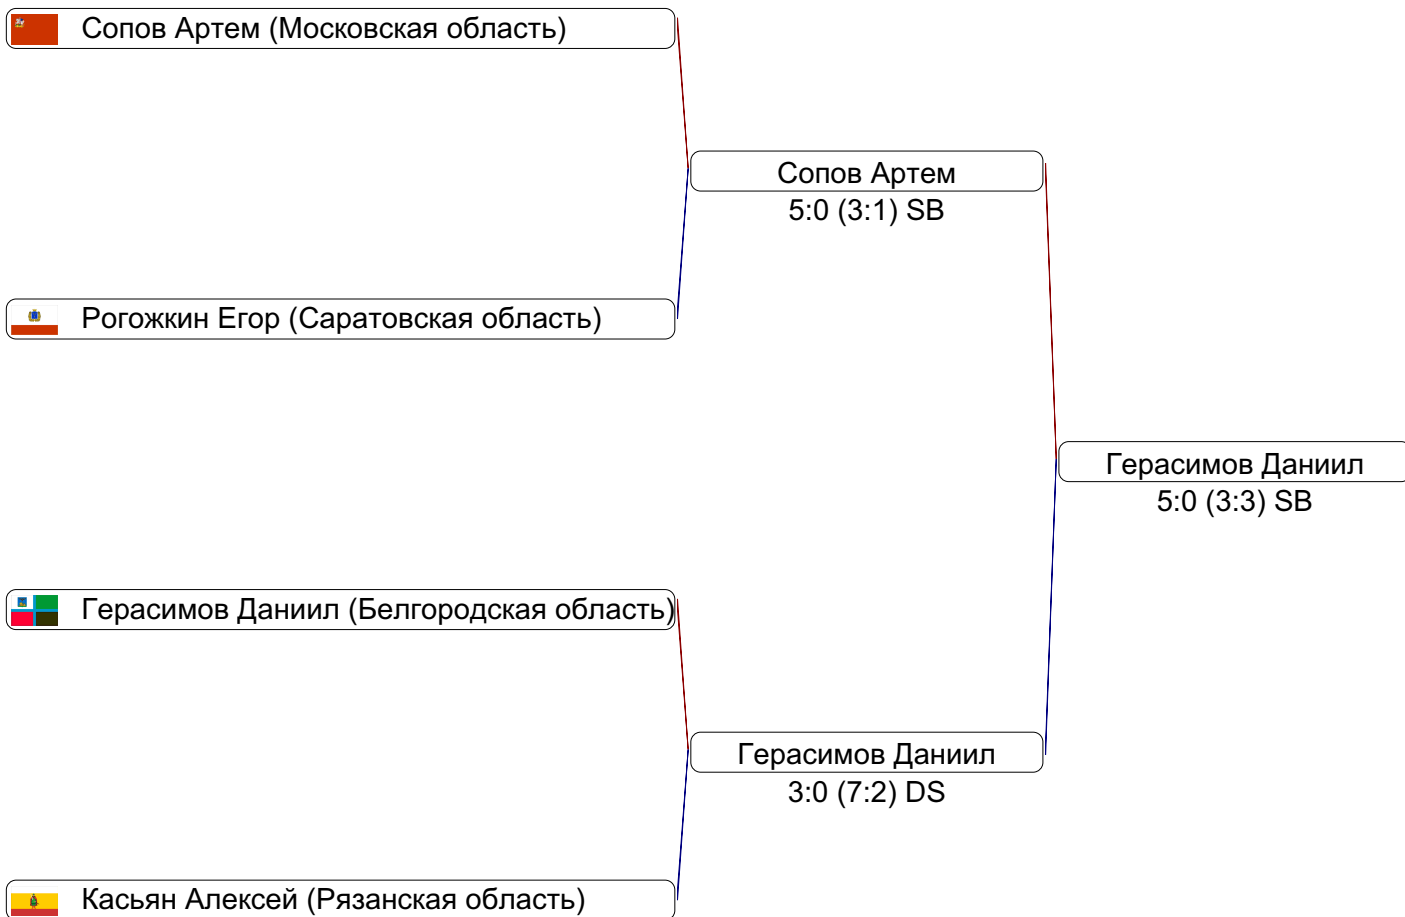 Сопов Артем (Московская область)
Сопов Артем
5:0 (3:1) SB
Рогожкин Егор (Саратовская область)
Герасимов Даниил
5:0 (3:3) SB
Герасимов Даниил (Белгородская область)
Герасимов Даниил
3:0 (7:2) DS
Касьян Алексей (Рязанская область)